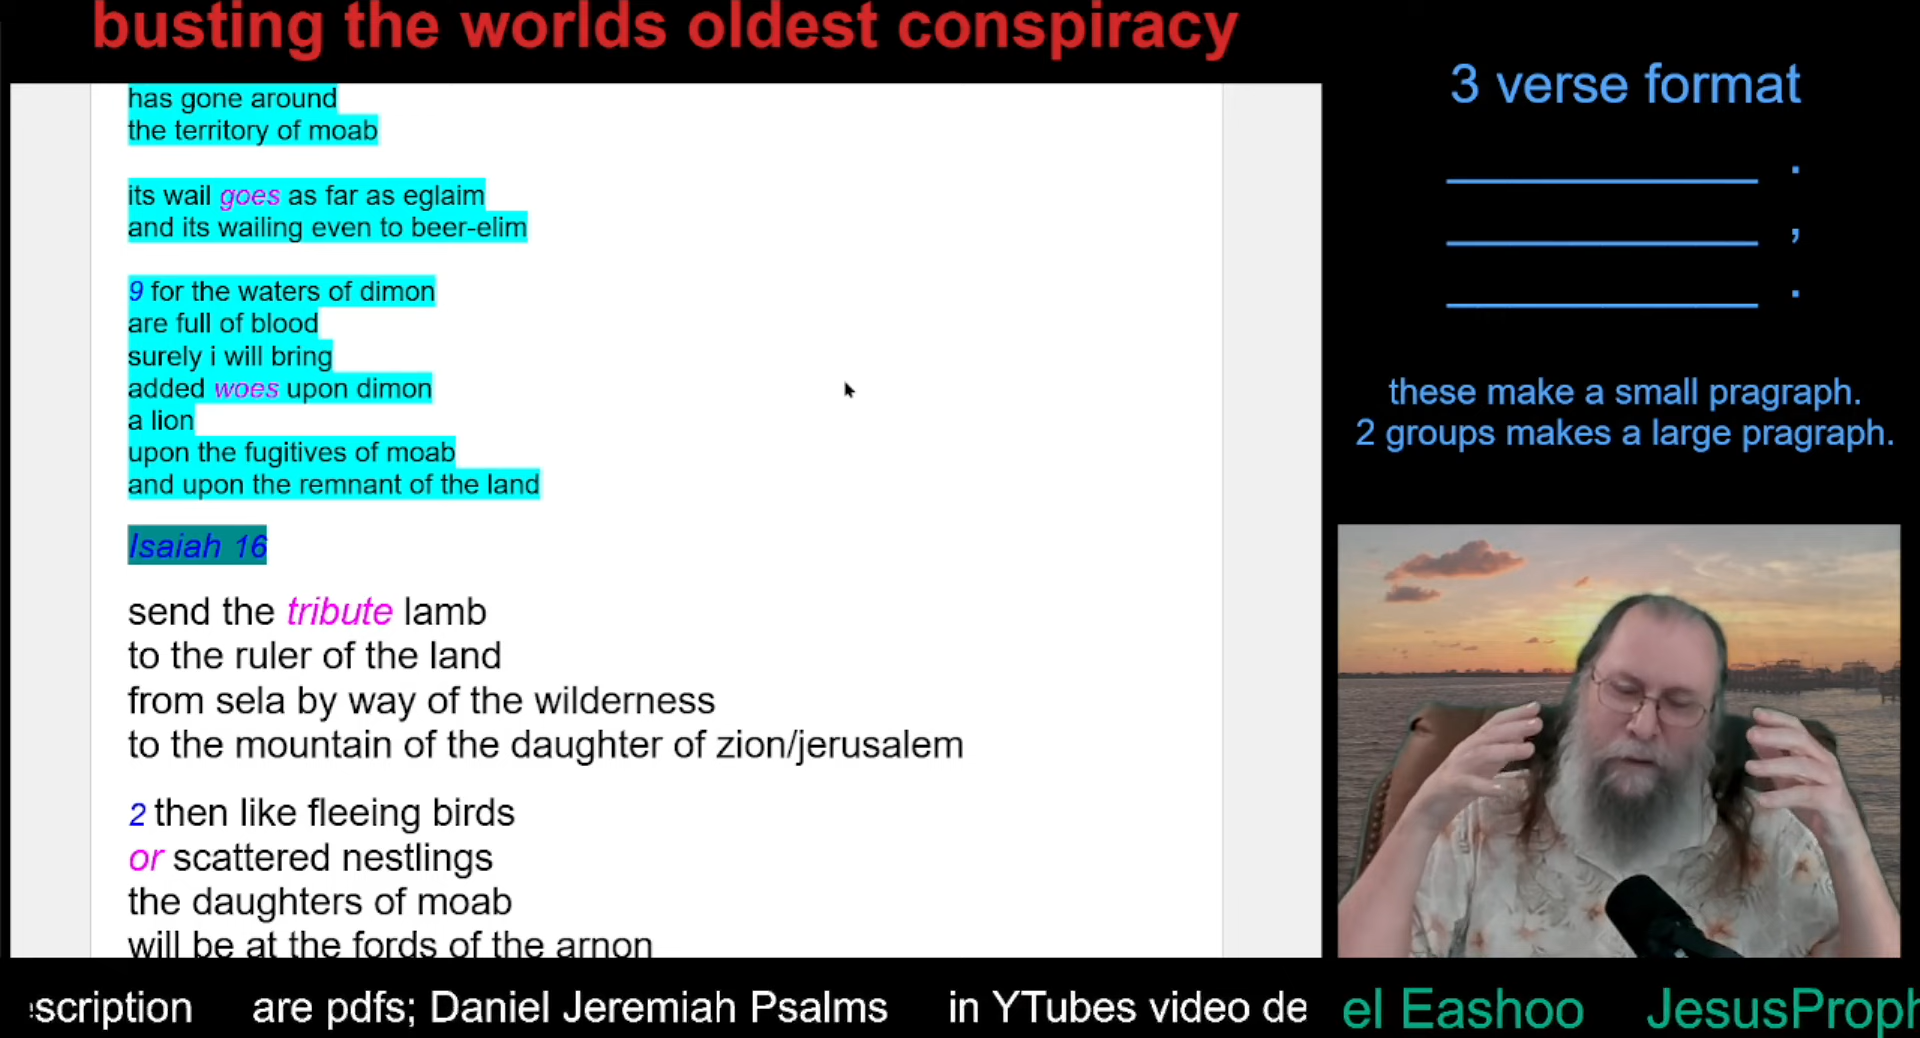 busting the worlds oldest conspiracy
has gone around
the territory of moab
its wail goes as far as eglaim
and its wailing even to beer-elim
9 for the waters of dimon
are full of blood
surely i will bring
added woes upon dimon
a lion
upon the fugitives of moab
and upon the remnant of the land
Isaiah 16
send the tribute lamb
to the ruler of the land
from sela by way of the wilderness
to the mountain of the daughter of zion/jerusalem
2 then like fleeing birds
or scattered nestlings
the daughters of moab
will be at the fords of the arnon
3 verse format
__________ .
__________ ,
__________ .
these make a small pragraph.
2 groups makes a large pragraph.
scription are pdfs; Daniel Jeremiah Psalms in YTubes video de
el Eashoo JesusProph